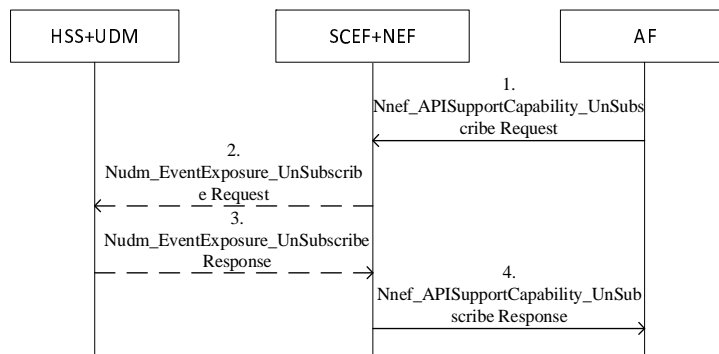 HSS+UDM
SCEF+NEF
AF
1.
Nnef_APISupportCapability_UnSubs
cribe Request
2.
Nudm_EventExposure_UnSubscrib
e Request
3.
Nudm_EventExposure_UnSubscribe
Response
4.
Nnef_APISupportCapability_UnSub
scribe Response